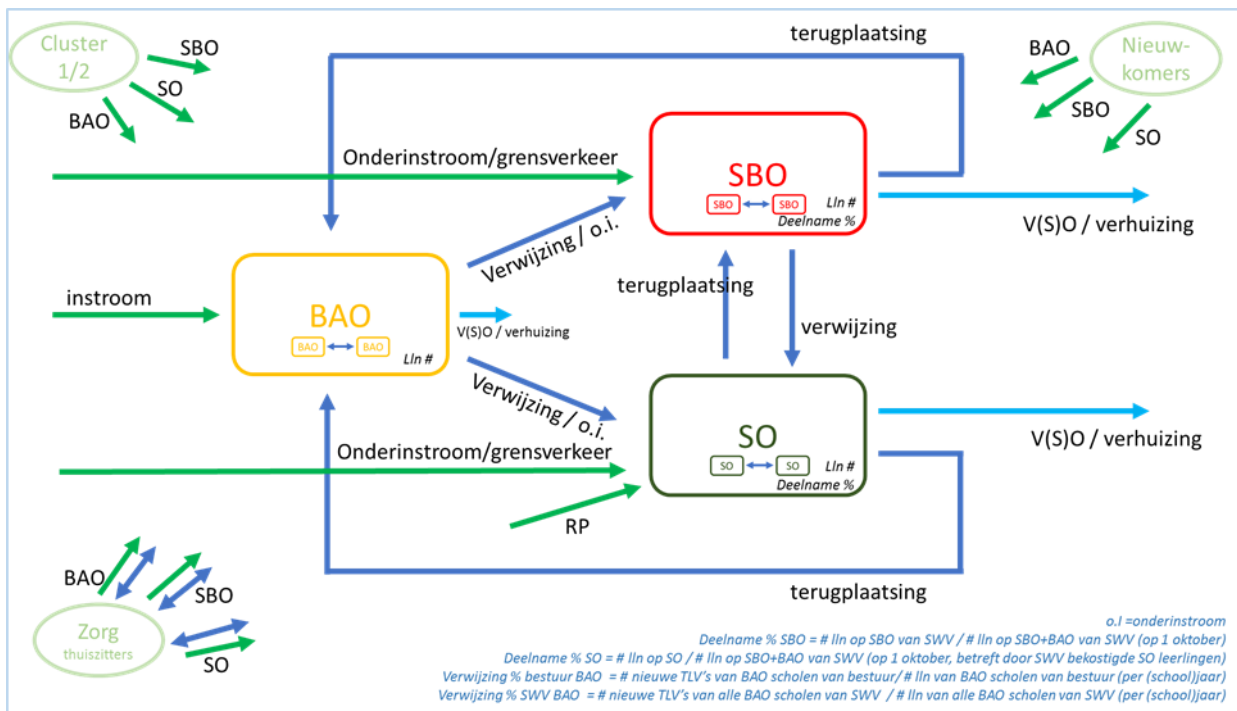 Cluster
1/2
SBO
SO
BAO
terugplaatsing
BAO
SBO
SO
Nieuw-
komers
Onderinstroom/grensverkeer
SBO
SBO
SBO
Lln #
Deelname %
V(S)O / verhuizing
Verwijzing / o.i.
terugplaatsing
verwijzing
instroom
BAO
BAO
BAO
Lln #
V(S)O / verhuizing
Verwijzing / o.i.
SO
SO
SO
Lln #
Deelname %
V(S)O / verhuizing
Onderinstroom/grensverkeer
RP
terugplaatsing
BAO
SBO
SO
Zorg
thuiszitters
o.I =onderinstroom
Deelname % SBO = # lln op SBO van SWV / # lln op SBO+BAO van SWV (op 1 oktober)
Deelname % SO = # lln op SO / # lln op SBO+BAO van SWV (op 1 oktober, betreft door SWV bekostigde SO leerlingen)
Verwijzing % bestuur BAO = # nieuwe TLV's van BAO scholen van bestuur/ # lln van BAO scholen van bestuur (per (school)jaar)
Verwijzing % SWV BAO = # nieuwe TLV's van alle BAO scholen van SWV / # lln van alle BAO scholen van SWV (per (school)jaar)